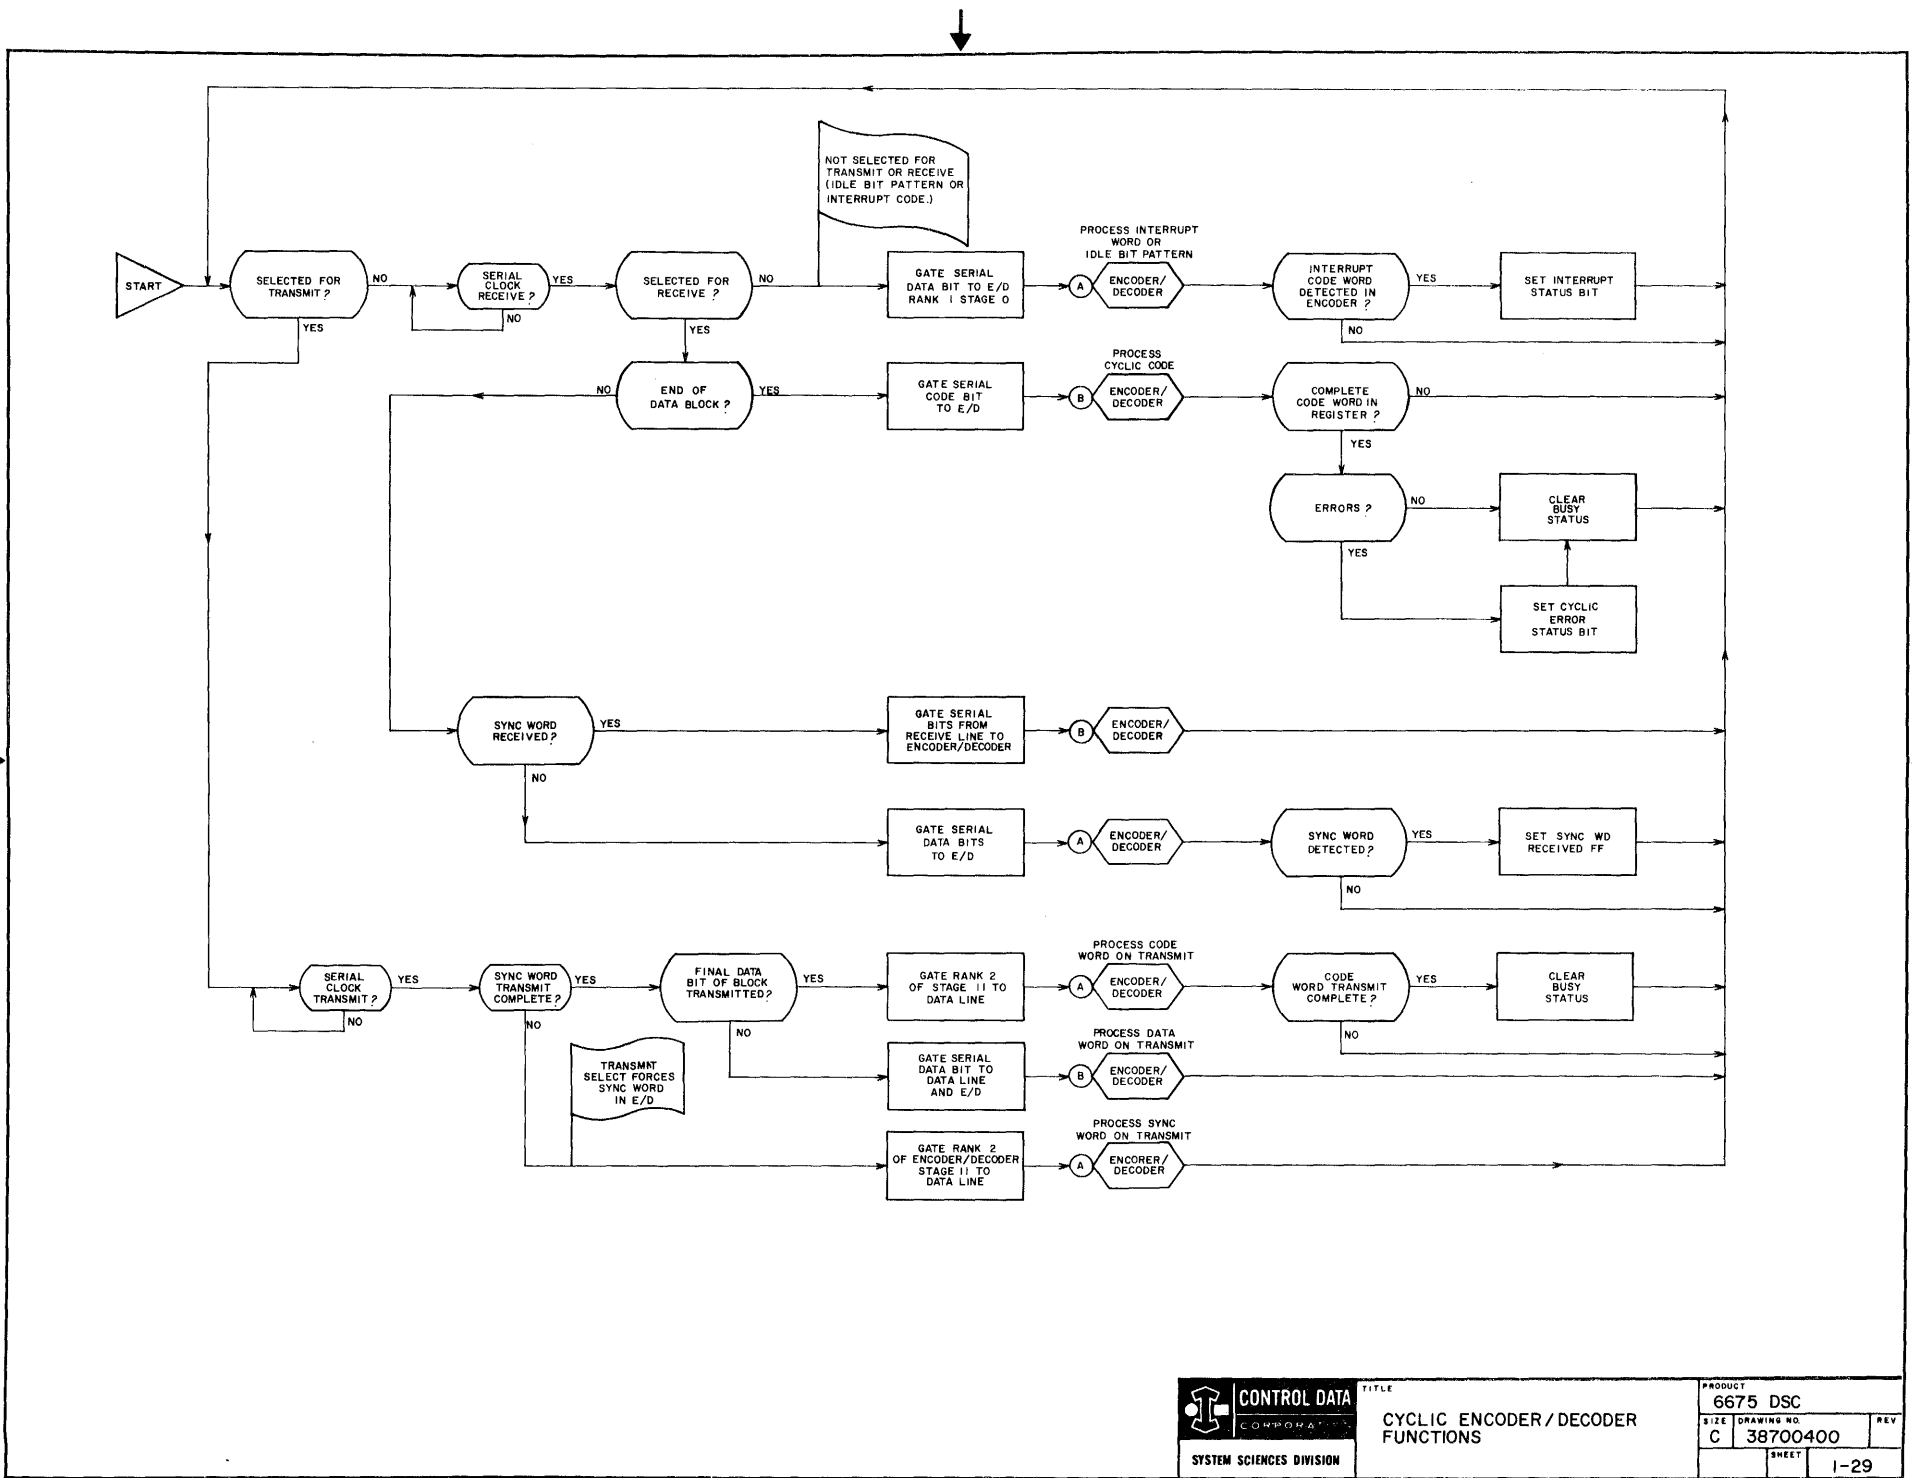 NOT SELECTED FOR
TRANSMIT OR RECEIVE
(IDLE BIT PATTERN OR
INTERRUPT CODE.)
START
SELECTED FOR
TRANSMIT ?
NO
YES
SERIAL
CLOCK
RECEIVE ?
YES
NO
SELECTED FOR
RECEIVE ?
NO
YES
GATE SERIAL
DATA BIT TO E/D
RANK I STAGE O
PROCESS INTERRUPT
WORD OR
IDLE BIT PATTERN
A
ENCODER/
DECODER
INTERRUPT
CODE WORD
DETECTED IN
ENCODER ?
YES
NO
SET INTERRUPT
STATUS BIT
END OF
DATA BLOCK ?
NO
YES
GATE SERIAL
CODE BIT
TO E/D
PROCESS
CYCLIC CODE
B
ENCODER/
DECODER
COMPLETE
CODE WORD IN
REGISTER ?
NO
YES
ERRORS ?
NO
YES
CLEAR
BUSY
STATUS
SET CYCLIC
ERROR
STATUS BIT
SYNC WORD
RECEIVED?
YES
NO
GATE SERIAL
BITS FROM
RECEIVE LINE TO
ENCODER/DECODER
B
ENCODER/
DECODER
GATE SERIAL
DATA BITS
TO E/D
A
ENCODER/
DECODER
SYNC WORD
DETECTED?
YES
NO
SET SYNC WD
RECEIVED FF
SERIAL
CLOCK
TRANSMIT?
YES
NO
SYNC WORD
TRANSMIT
COMPLETE?
YES
NO
FINAL DATA
BIT OF BLOCK
TRANSMITTED?
YES
NO
GATE RANK 2
OF STAGE II TO
DATA LINE
PROCESS CODE
WORD ON TRANSMIT
A
ENCODER/
DECODER
CODE
WORD TRANSMIT
COMPLETE ?
YES
NO
CLEAR
BUSY
STATUS
TRANSMIT
SELECT FORCES
SYNC WORD
IN E/D
GATE SERIAL
DATA BIT TO
DATA LINE
AND E/D
PROCESS DATA
WORD ON TRANSMIT
B
ENCODER/
DECODER
GATE RANK 2
OF ENCODER/DECODER
STAGE II TO
DATA LINE
PROCESS SYNC
WORD ON TRANSMIT
A
ENCORER/
DECODER
CONTROL DATA
CORPORATION
SYSTEM SCIENCES DIVISION
TITLE
CYCLIC ENCODER/DECODER
FUNCTIONS
PRODUCT
6675 DSC
SIZE
C
DRAWING NO.
38700400
REV
SHEET
1-29